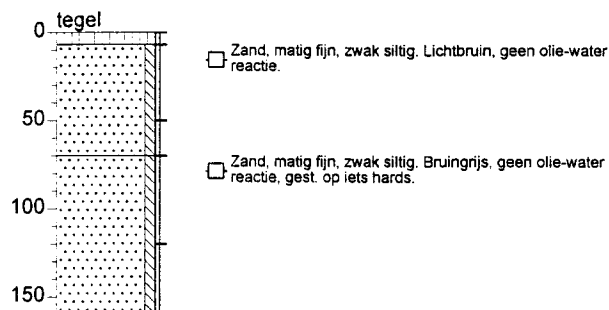 tegel
0
Zand, matig fijn, zwak siltig. Lichtbruin, geen olie-water
reactie.
50
Zand, matig fijn, zwak siltig. Bruingrijs, geen olie-water
reactie, gest. op iets hards.
100
150